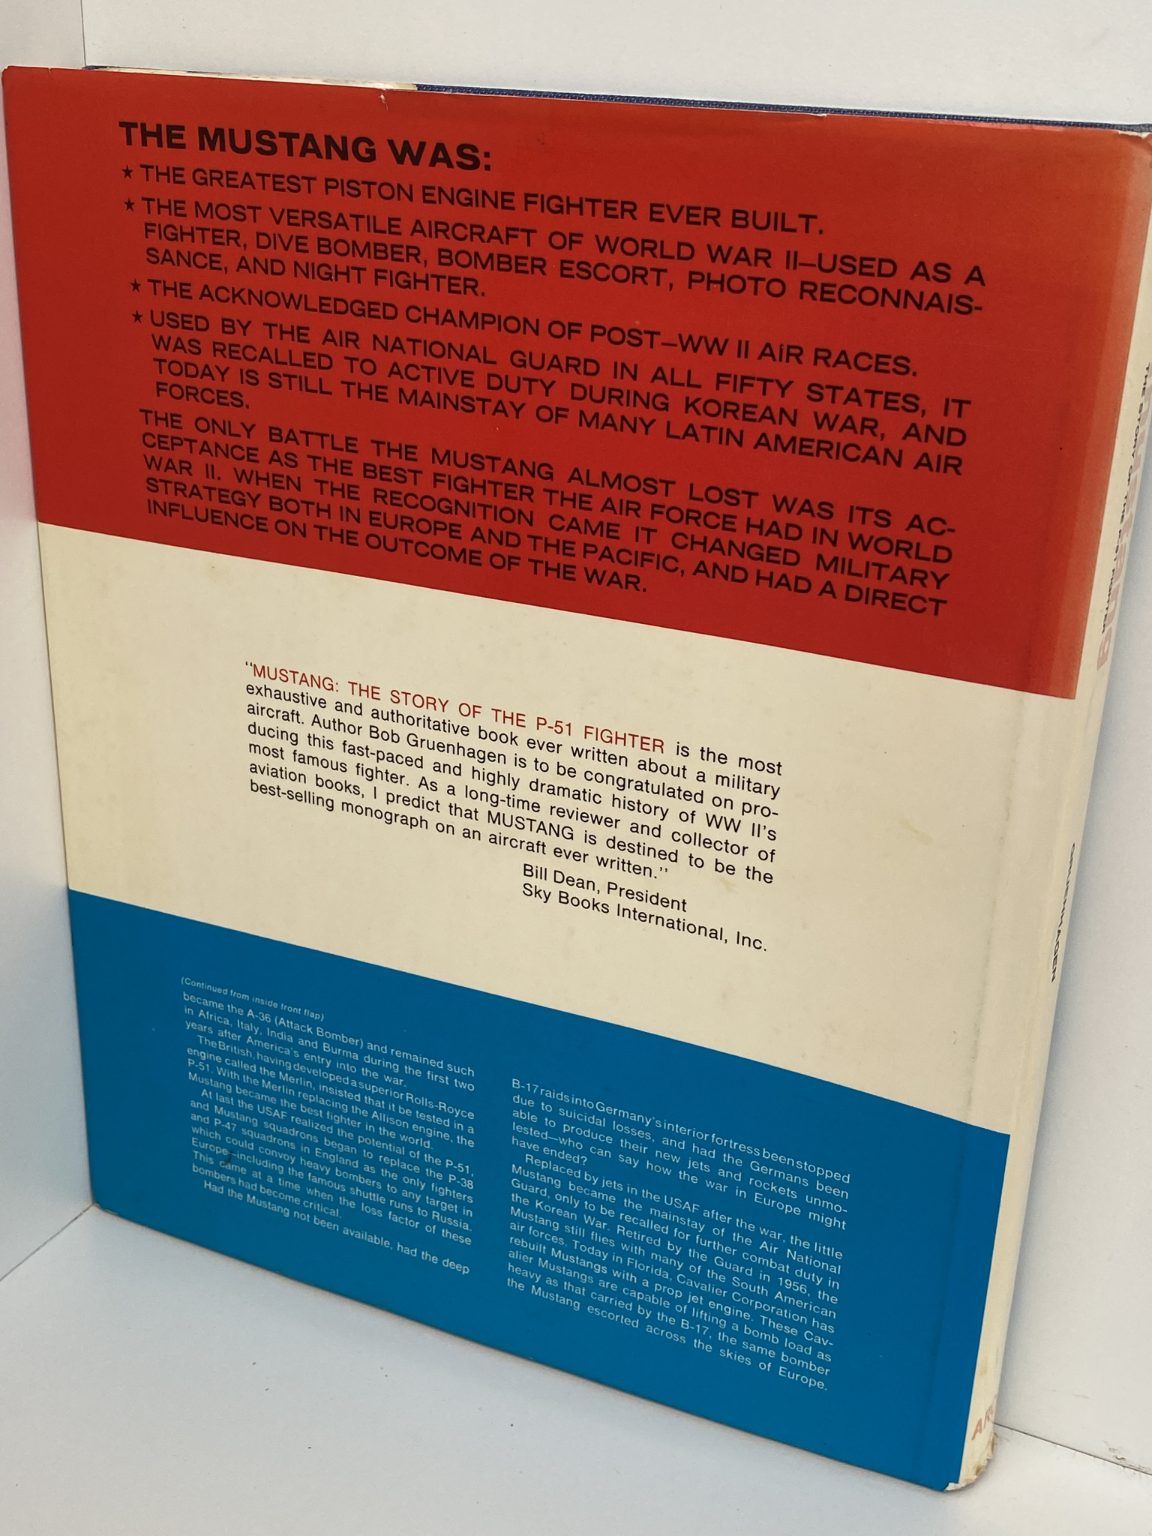 THE MUSTANG WAS:
★ THE GREATEST PISTON ENGINE FIGHTER EVER BUILT.
★ THE MOST VERSATILE AIRCRAFT OF WORLD WAR II—USED AS A
FIGHTER, DIVE BOMBER, BOMBER ESCORT, PHOTO RECONNAIS-
SANCE, AND NIGHT FIGHTER.
★ THE ACKNOWLEDGED CHAMPION OF POST—WW II AIR RACES.
★ USED BY THE AIR NATIONAL GUARD IN ALL FIFTY STATES, IT
WAS RECALLED TO ACTIVE DUTY DURING KOREAN WAR, AND
TODAY IS STILL THE MAINSTAY OF MANY LATIN AMERICAN AIR
FORCES.
THE ONLY BATTLE THE MUSTANG ALMOST LOST WAS ITS AC-
CEPTANCE AS THE BEST FIGHTER THE AIR FORCE HAD IN WORLD
WAR II. WHEN THE RECOGNITION CAME IT CHANGED MILITARY
STRATEGY BOTH IN EUROPE AND THE PACIFIC, AND HAD A DIRECT
INFLUENCE ON THE OUTCOME OF THE WAR.
"MUSTANG: THE STORY OF THE P-51 FIGHTER is the most
exhaustive and authoritative book ever written about a military
aircraft. Author Bob Gruenhagen is to be congratulated on pro-
ducing this fast-paced and highly dramatic history of WW II's
most famous fighter. As a long-time reviewer and collector of
aviation books, I predict that MUSTANG is destined to be the
best-selling monograph on an aircraft ever written."
Bill Dean, President
Sky Books International, Inc.
(Continued from inside front flap)
became the A-36 (Attack Bomber) and remained such
in Africa, Italy, India and Burma during the first two
years after America's entry into the war.
The British, having developed a superior Rolls-Royce
engine called the Merlin, insisted that it be tested in a
P-51. With the Merlin replacing the Allison engine, the
Mustang became the best fighter in the world.
At last the USAF realized the potential of the P-51,
and Mustang squadrons began to replace the P-38
and P-47 squadrons in England as the only fighters
which could convoy heavy bombers to any target in
Europe—including the famous shuttle runs to Russia.
This came at a time when the loss factor of these
bombers had become critical.
Had the Mustang not been available, had the deep
B-17 raids into Germany's interior fortress been stopped
due to suicidal losses, and had the Germans been
able to produce their new jets and rockets unmo-
lested—who can say how the war in Europe might
have ended?
Replaced by jets in the USAF after the war, the little
Mustang became the mainstay of the Air National
Guard, only to be recalled for further combat duty in
the Korean War. Retired by the Guard in 1956, the
Mustang still flies with many of the South American
air forces. Today in Florida, Cavalier Corporation has
rebuilt Mustangs with a prop jet engine. These Cav-
alier Mustangs are capable of lifting a bomb load as
heavy as that carried by the B-17, the same bomber
the Mustang escorted across the skies of Europe.
GRUENHAGEN